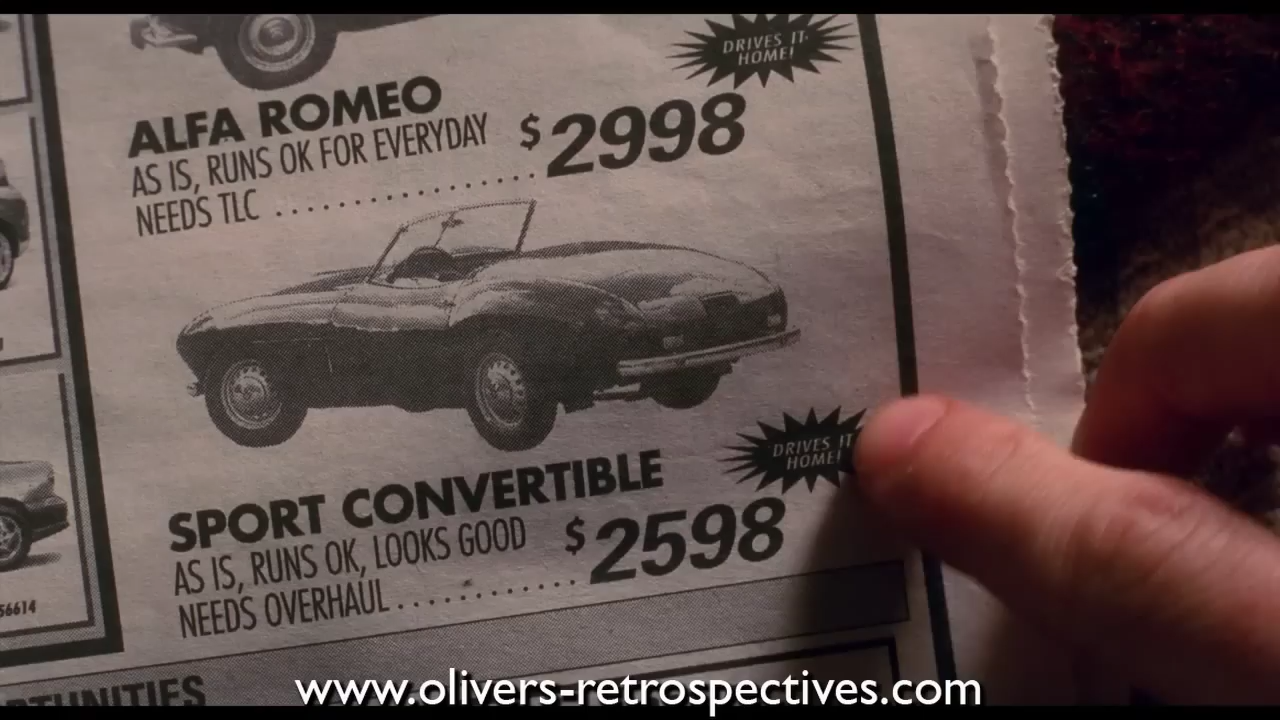 DRIVES IT
HOME!
ALFA ROMEO
AS IS, RUNS OK FOR EVERYDAY
NEEDS TLC ..................
$2998
DRIVES IT
HOME!
SPORT CONVERTIBLE
AS IS, RUNS OK, LOOKS GOOD
NEEDS OVERHAUL .............
$2598
56614
www.olivers-retrospectives.com